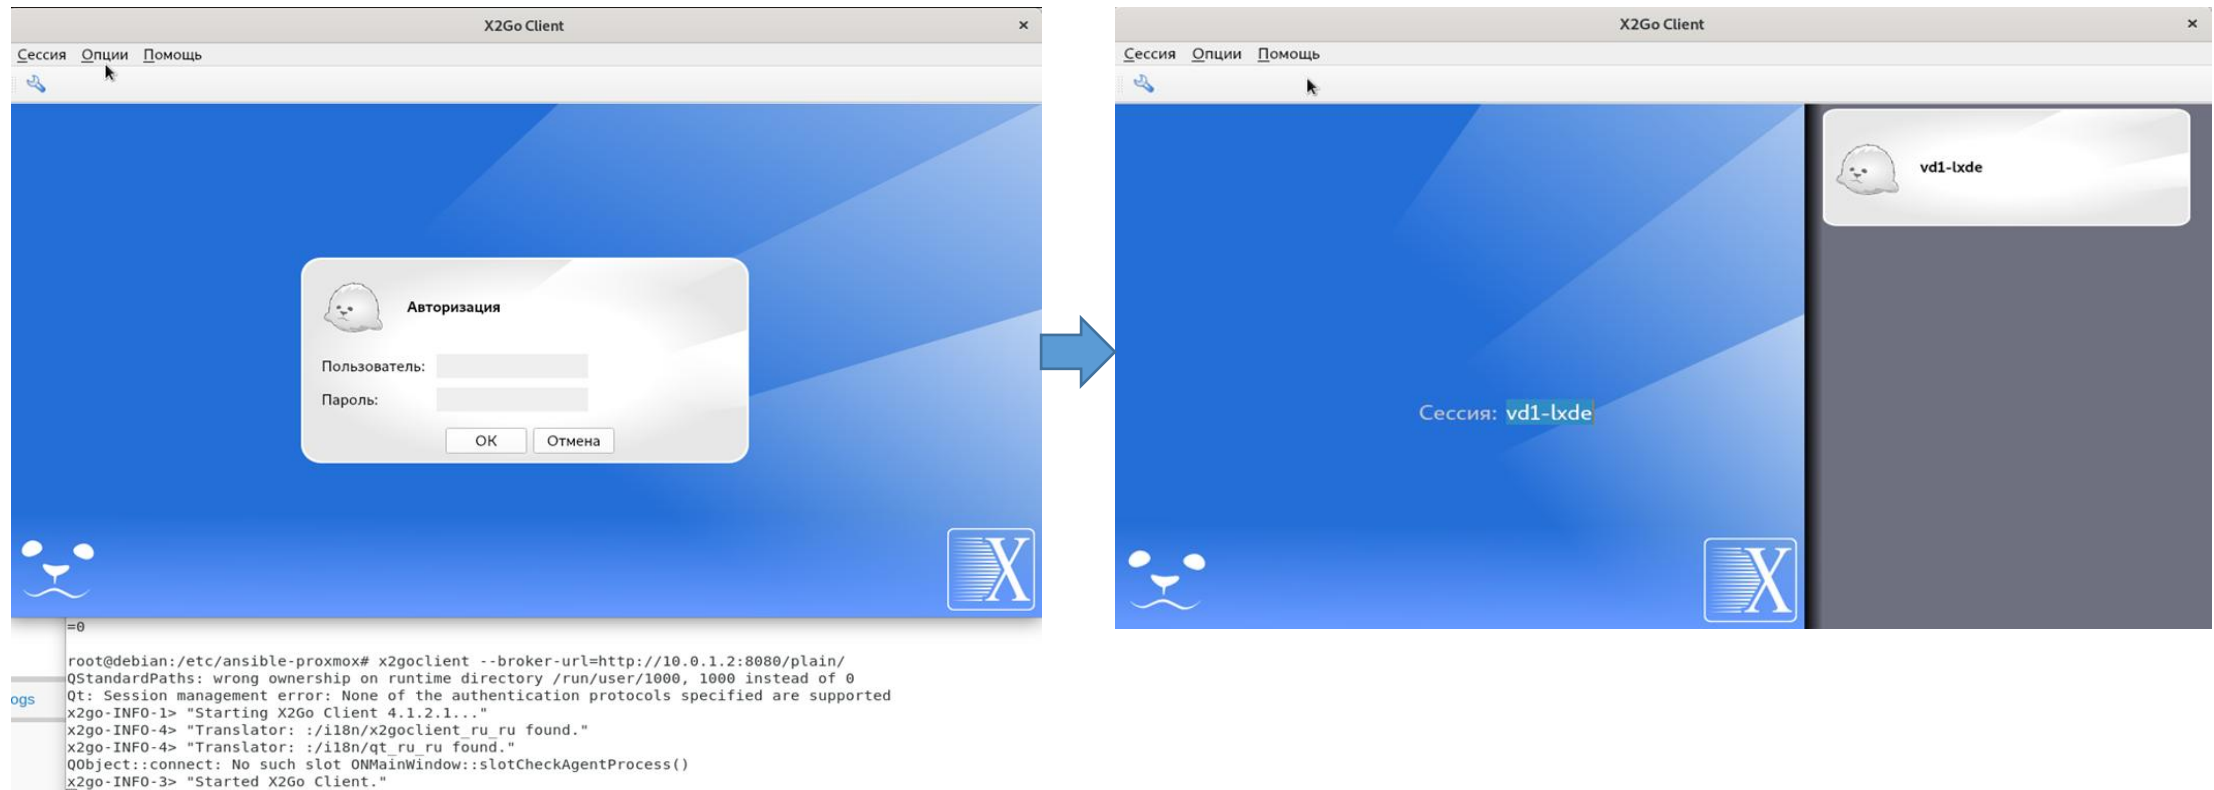 X2Go Client ×
Сессия Опции Помощь
Авторизация
Пользователь:
Пароль:
ОК Отмена
X
=0
root@debian:/etc/ansible-proxmox# x2goclient --broker-url=http://10.0.1.2:8080/plain/
QStandardPaths: wrong ownership on runtime directory /run/user/1000, 1000 instead of 0
Qt: Session management error: None of the authentication protocols specified are supported
ogs
x2go-INFO-1> "Starting X2Go Client 4.1.2.1..."
x2go-INFO-4> "Translator: :/i18n/x2goclient_ru_ru found."
x2go-INFO-4> "Translator: :/i18n/qt_ru_ru found."
QObject::connect: No such slot ONMainWindow::slotCheckAgentProcess()
x2go-INFO-3> "Started X2Go Client."
X2Go Client ×
Сессия Опции Помощь
vd1-lxde
Сессия: vd1-lxde
X